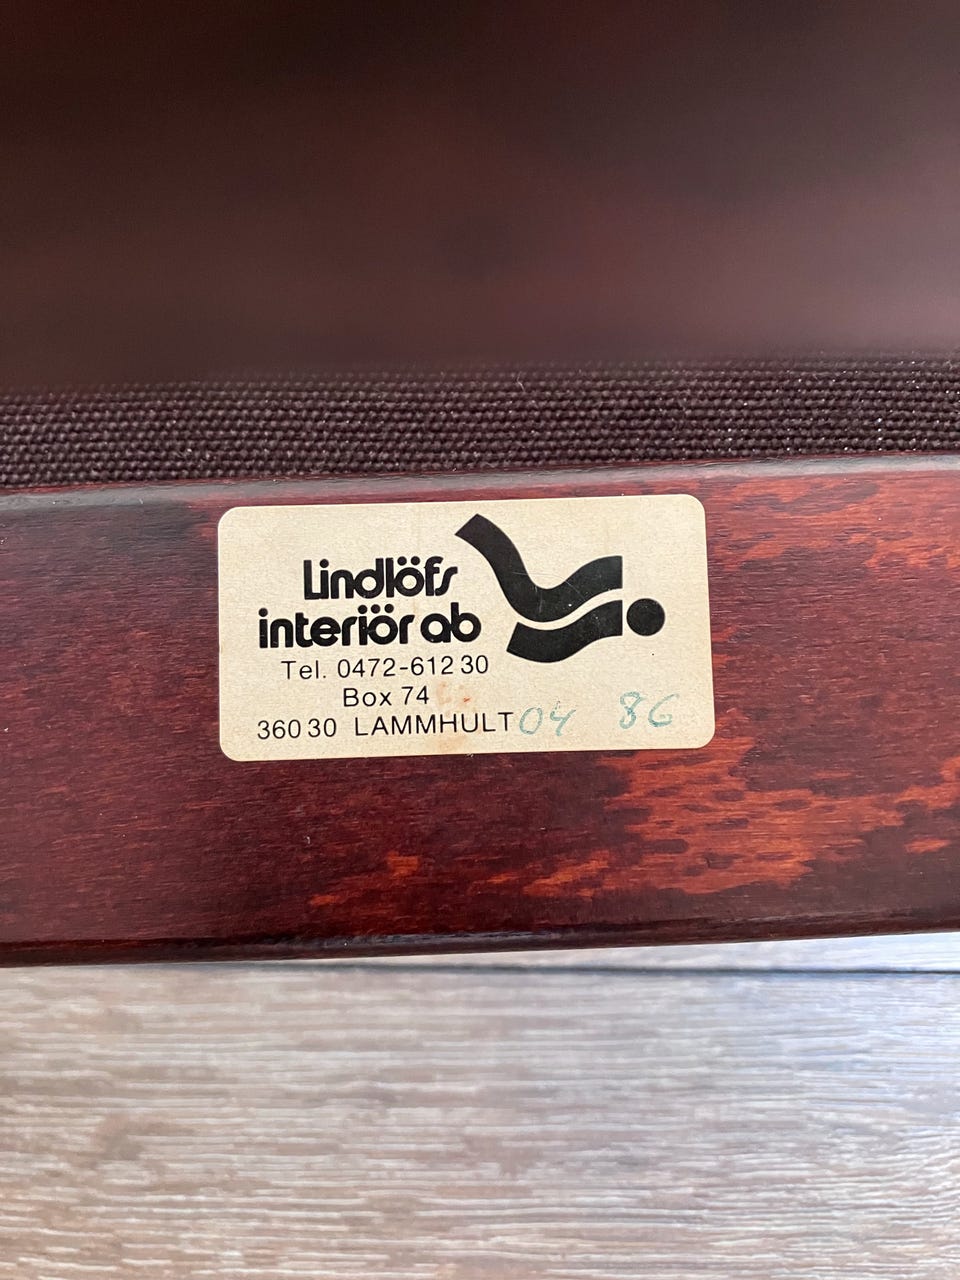 Lindlöfs
interiör ab
Tel. 0472-612 30
Box 74
360 30 LAMMHULT 04 86